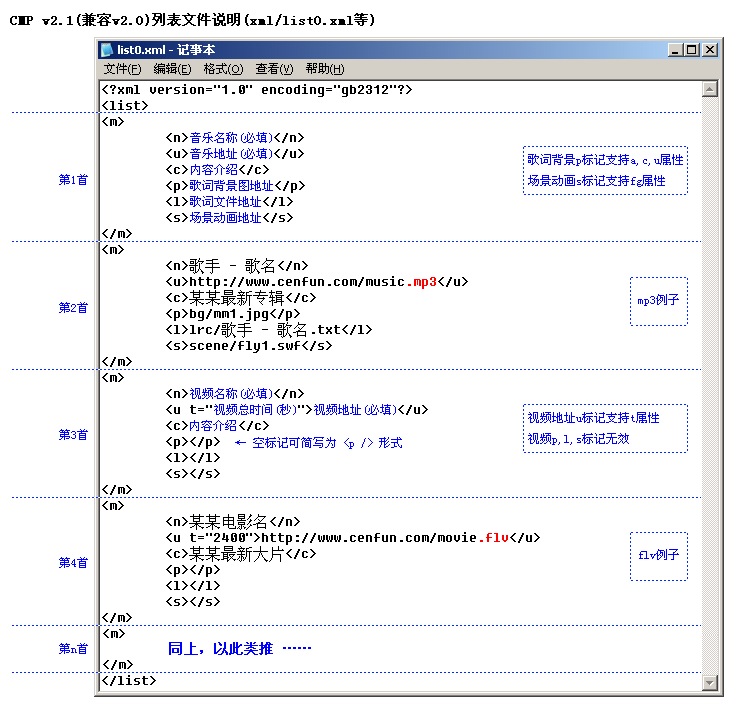 CMP v2.1(兼容v2.0)列表文件说明(xml/list0.xml等)
list0.xml - 记事本
文件(F) 编辑(E) 格式(O) 查看(V) 帮助(H)
<?xml version="1.0" encoding="gb2312"?>
<list>
<m>
<n>音乐名称(必填)</n>
<u>音乐地址(必填)</u>
<c>内容介绍</c>
<p>歌词背景图地址</p>
<l>歌词文件地址</l>
<s>场景动画地址</s>
</m>
第1首
歌词背景p标记支持a,c,u属性
场景动画s标记支持fg属性
<m>
<n>歌手 - 歌名</n>
<u>http://www.cenfun.com/music.mp3</u>
<c>某某最新专辑</c>
<p>bg/mm1.jpg</p>
<l>lrc/歌手 - 歌名.txt</l>
<s>scene/fly1.swf</s>
</m>
第2首
mp3例子
<m>
<n>视频名称(必填)</n>
<u t="视频总时间(秒)">视频地址(必填)</u>
<c>内容介绍</c>
<p></p> ← 空标记可简写为 <p /> 形式
<l></l>
<s></s>
</m>
第3首
视频地址u标记支持t属性
视频p,l,s标记无效
<m>
<n>某某电影名</n>
<u t="2400">http://www.cenfun.com/movie.flv</u>
<c>某某最新大片</c>
<p></p>
<l></l>
<s></s>
</m>
第4首
flv例子
<m>
第n首
同上，以此类推 ······
</m>
</list>